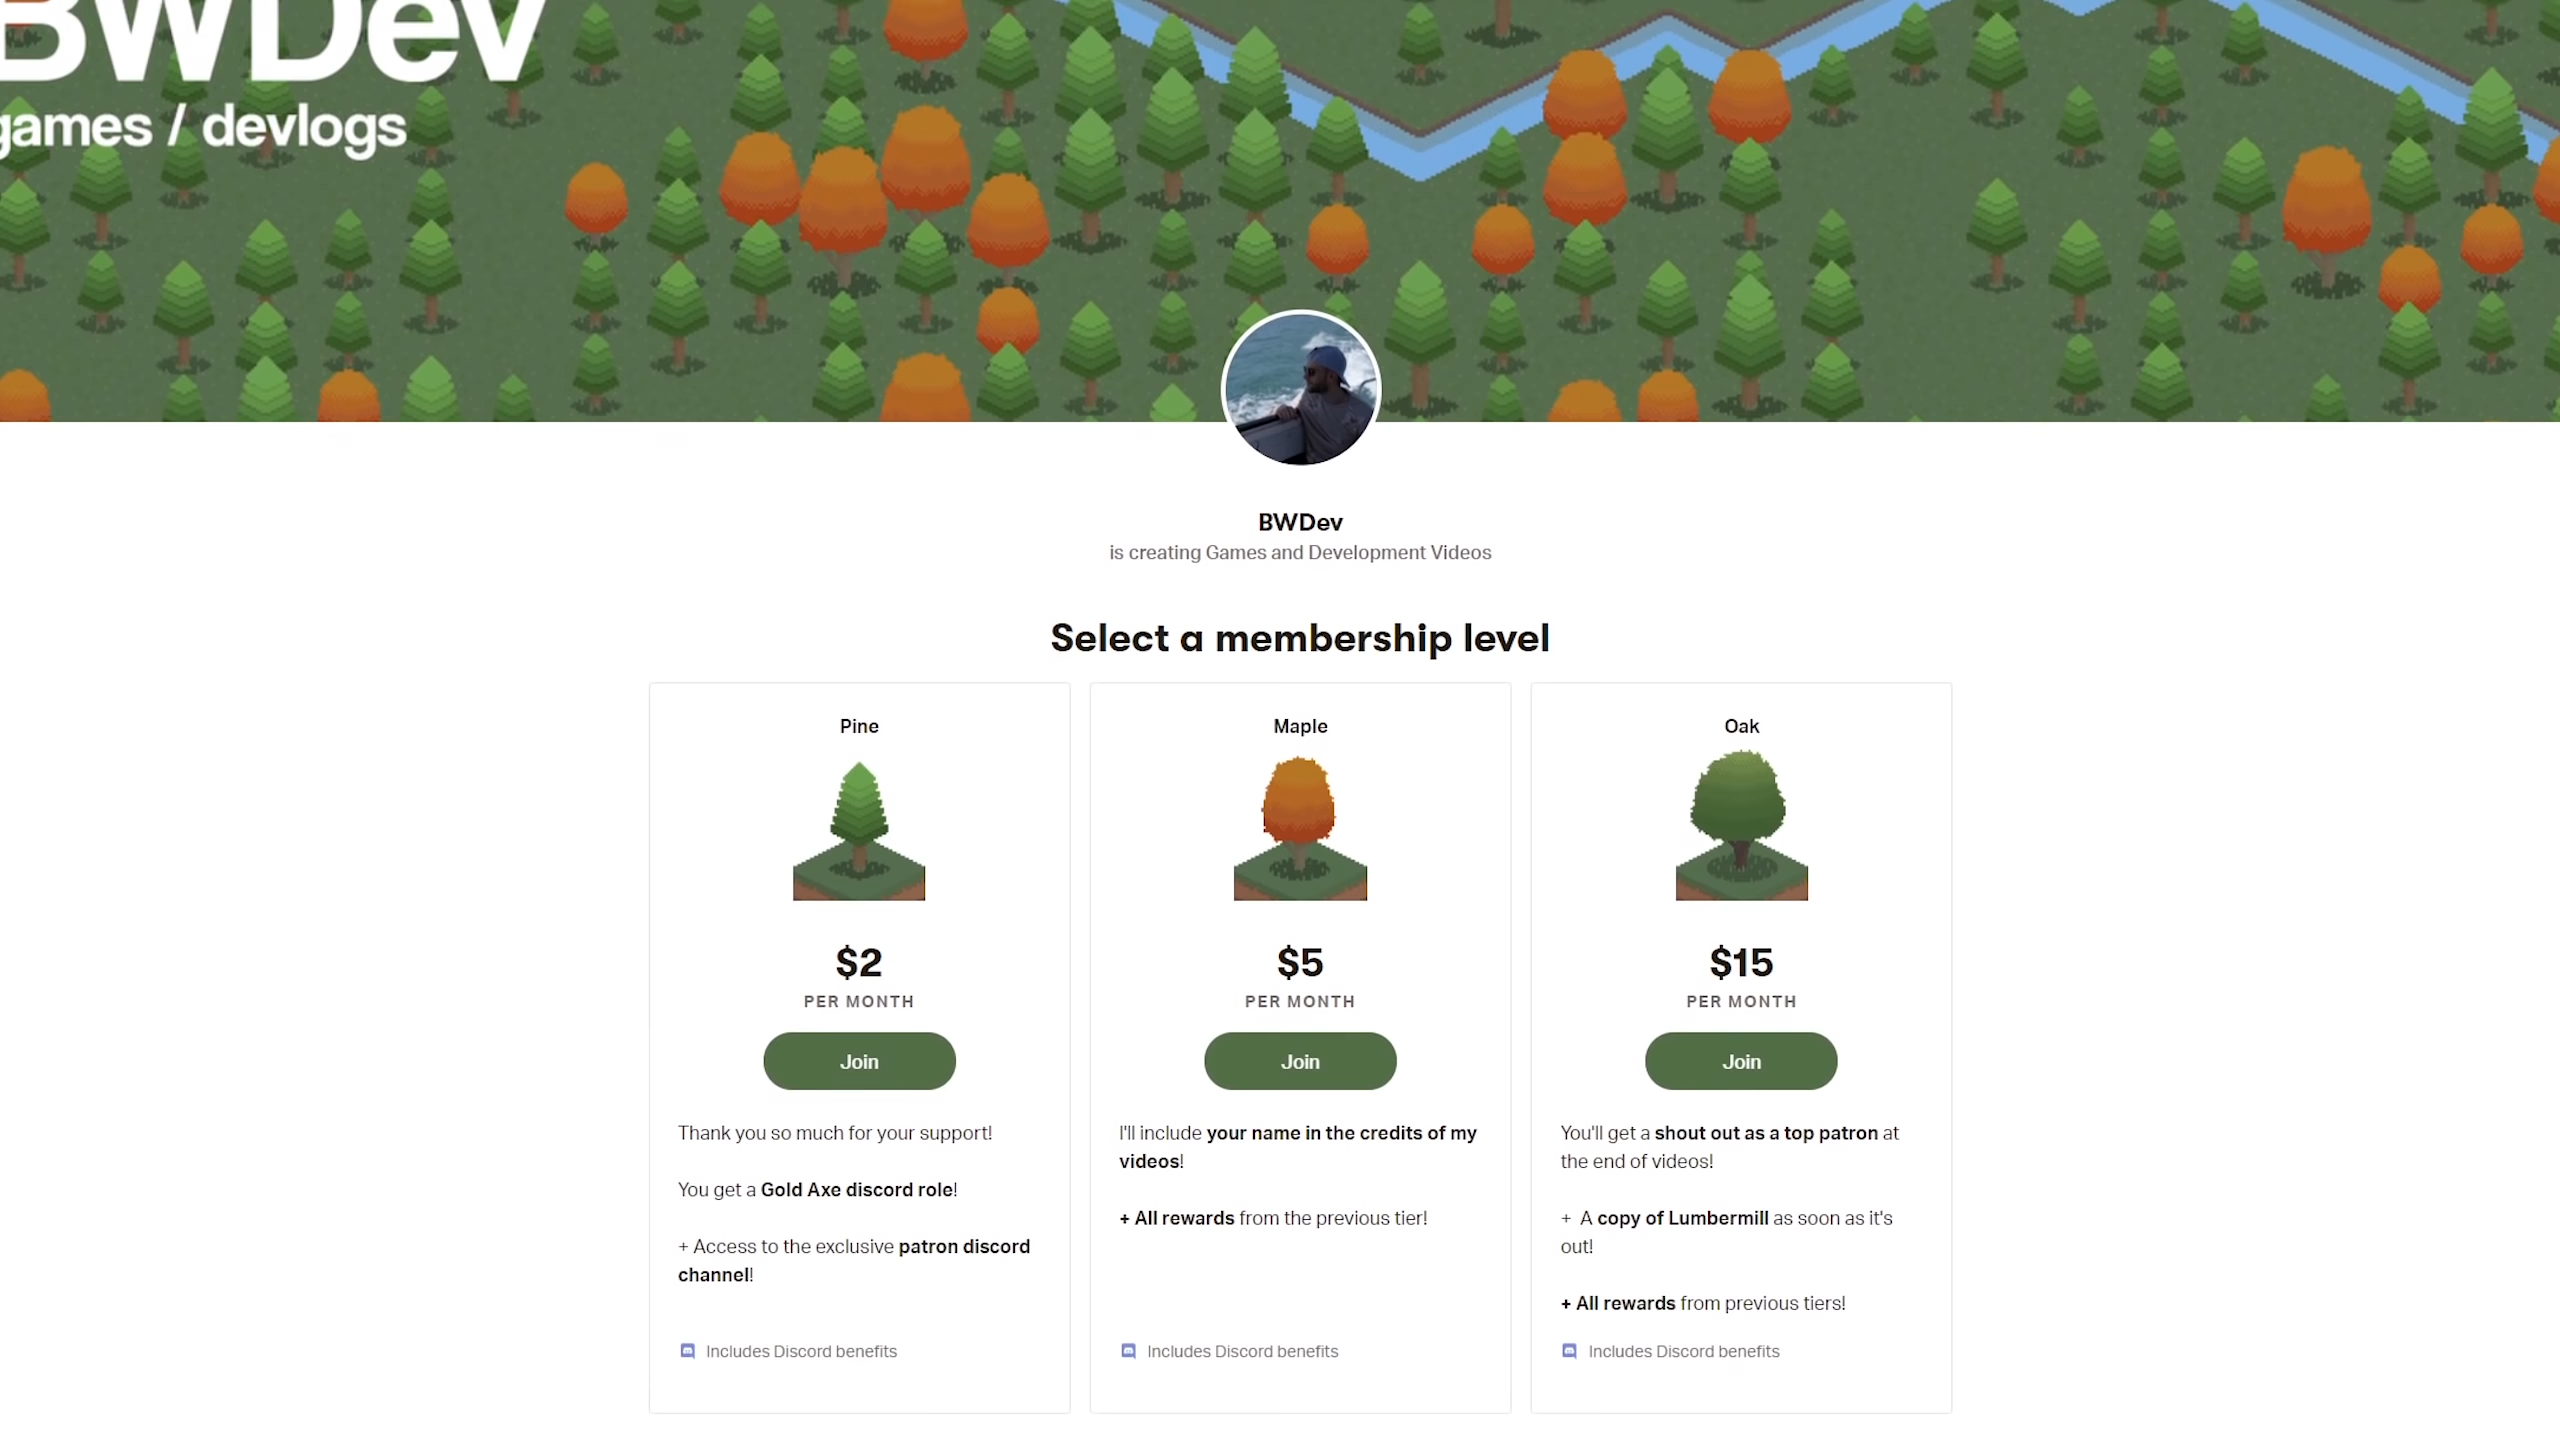 BWDev
games / devlogs
BWDev
is creating Games and Development Videos
Select a membership level
Pine
$2
PER MONTH
Join
Thank you so much for your support!
You get a Gold Axe discord role!
+ Access to the exclusive patron discord
channel!
Includes Discord benefits
Maple
$5
PER MONTH
Join
I'll include your name in the credits of my
videos!
+ All rewards from the previous tier!
Includes Discord benefits
Oak
$15
PER MONTH
Join
You'll get a shout out as a top patron at
the end of videos!
+ A copy of Lumbermill as soon as it's
out!
+ All rewards from previous tiers!
Includes Discord benefits